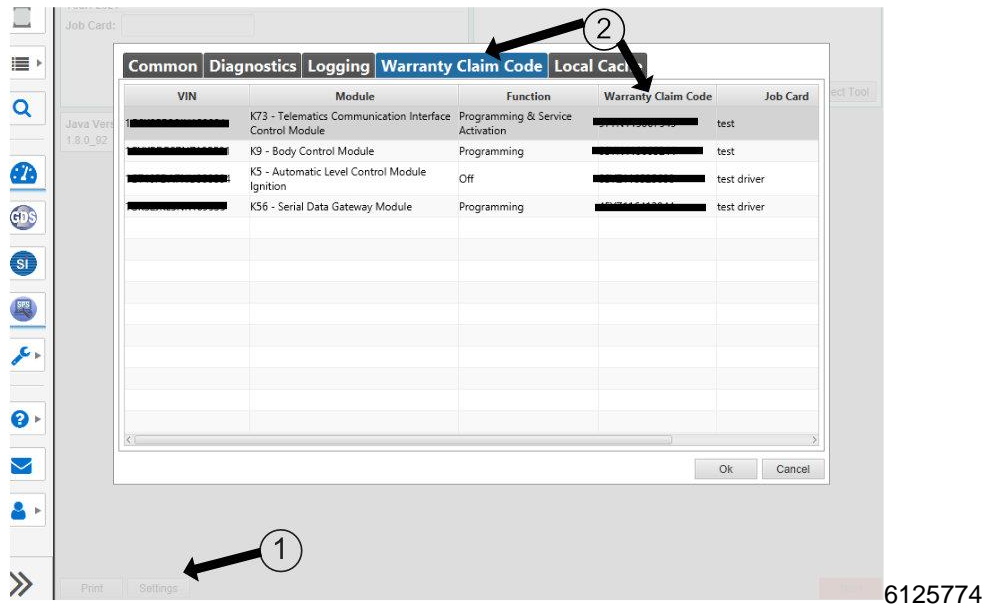 Job Card:
2
Common Diagnostics Logging Warranty Claim Code Local
VIN Module Function Warranty Claim Code Job Card
ect Tool
K73 - Telematics Communication Interface
Control Module
Programming & Service
Activation
test
Java Vers
1.8.0_92
K9 - Body Control Module Programming test
K5 - Automatic Level Control Module
Ignition
Off test driver
K56 - Serial Data Gateway Module Programming test driver
GDS
SI
SPS
Ok Cancel
1
Print Settings
6125774